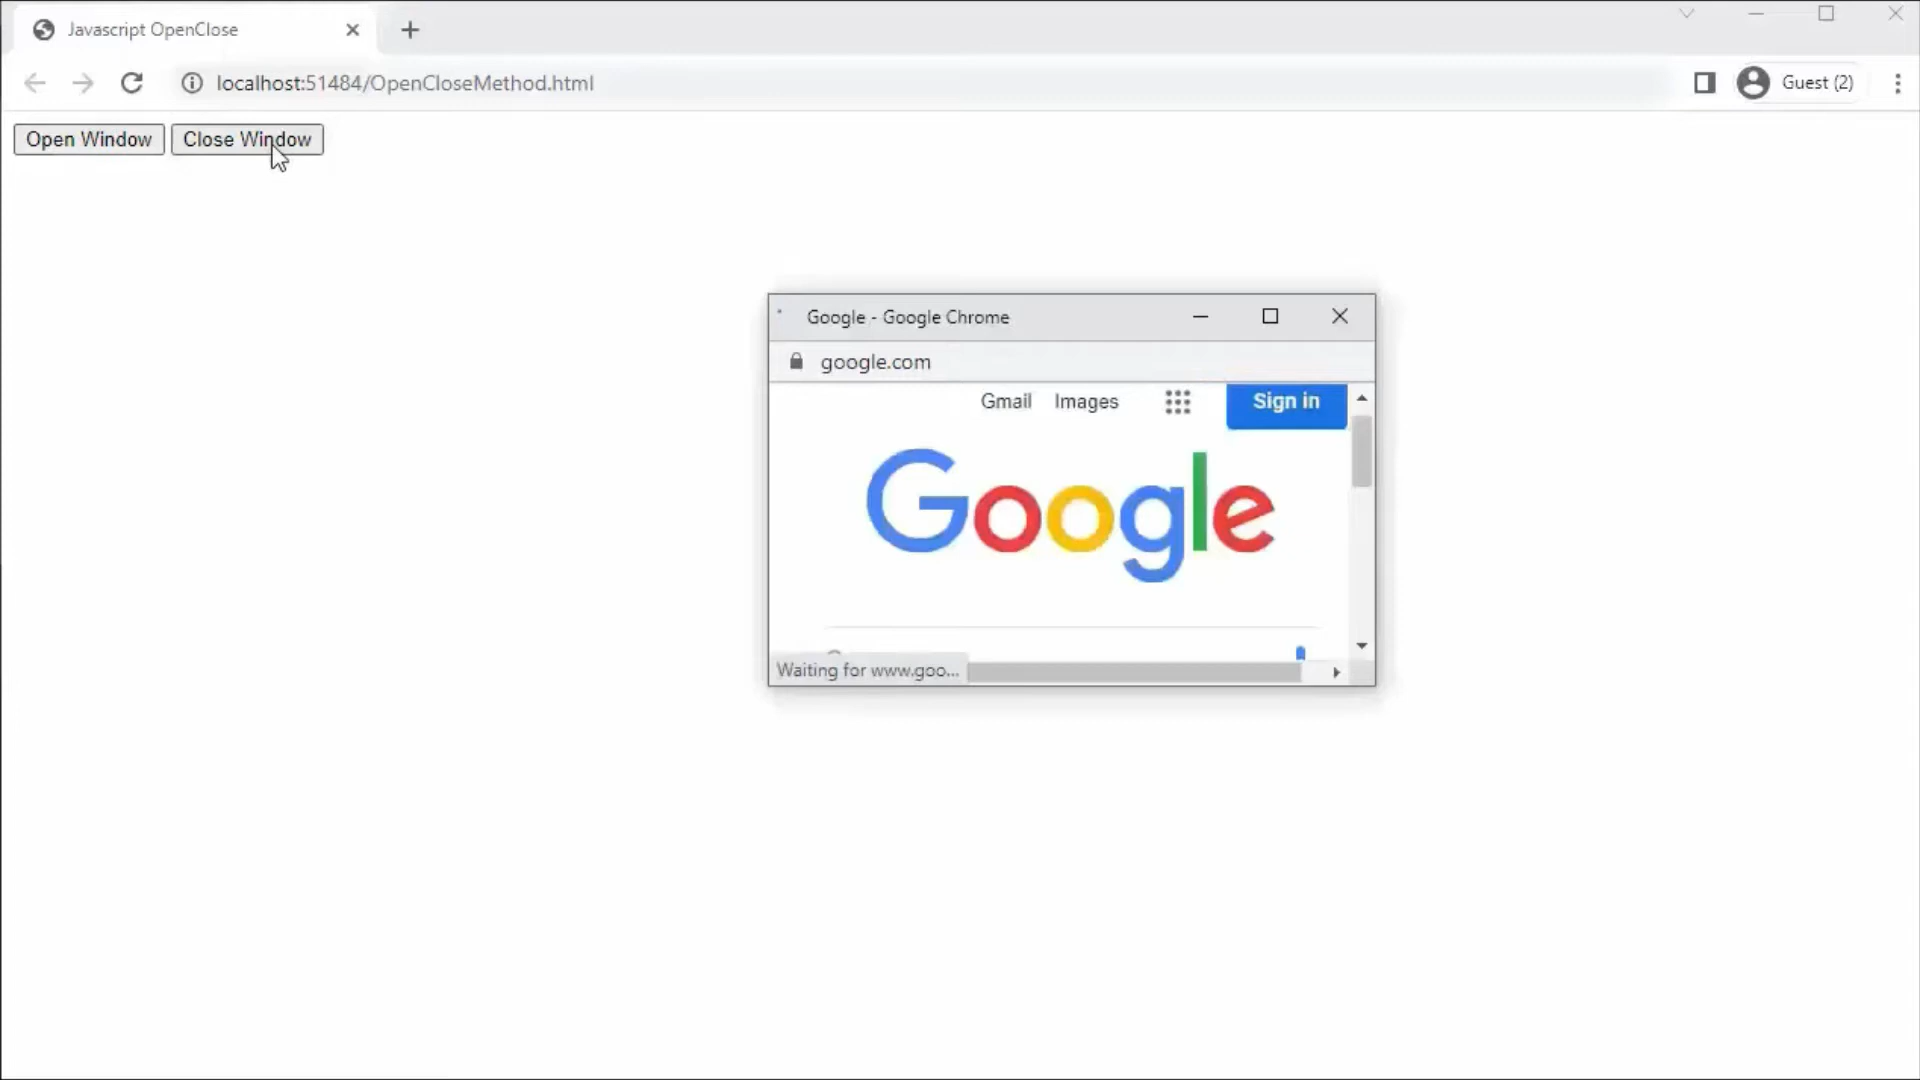 Javascript OpenClose
localhost:51484/OpenCloseMethod.html
Guest (2)
Open Window
Close Window
Google - Google Chrome
google.com
Gmail
Images
Sign in
Google
Waiting for www.goo...